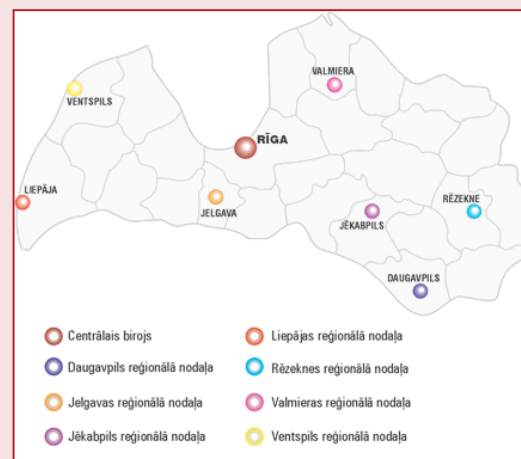 VALMIERA
VENTSPILS
RĪGA
LIEPĀJA
JELGAVA
JĒKABPILS
RĒZEKNE
DAUGAVPILS
Centrālais birojs
Daugavpils reģionālā nodaļa
Jelgavas reģionālā nodaļa
Jēkabpils reģionālā nodaļa
Liepājas reģionālā nodaļa
Rēzeknes reģionālā nodaļa
Valmieras reģionālā nodaļa
Ventspils reģionālā nodaļa